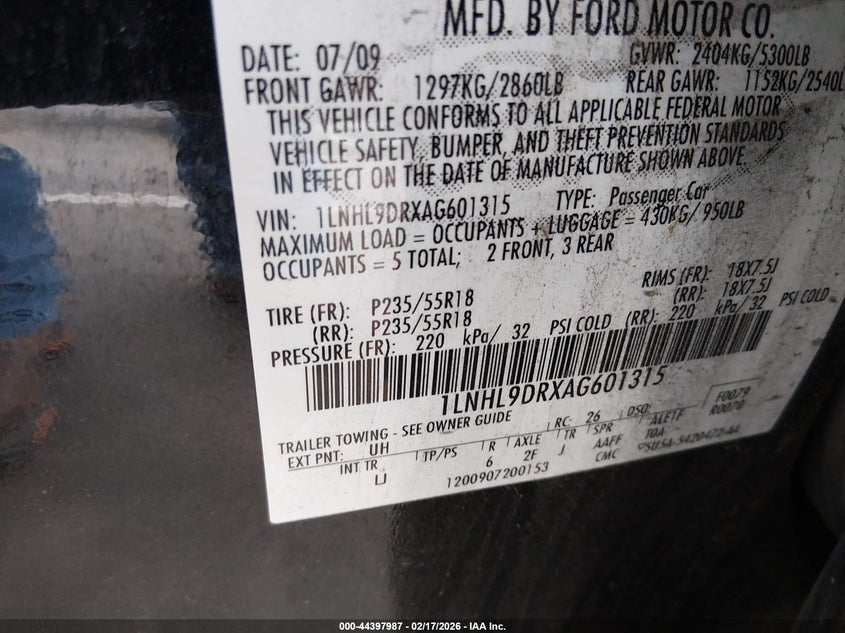 MFD. BY FORD MOTOR CO.
DATE: 07/09 GVWR: 2404KG/5300LB
FRONT GAWR: 1297KG/2860LB REAR GAWR: 1152KG/2540L
THIS VEHICLE CONFORMS TO ALL APPLICABLE FEDERAL MOTOR
VEHICLE SAFETY, BUMPER, AND THEFT PREVENTION STANDARDS
IN EFFECT ON THE DATE OF MANUFACTURE SHOWN ABOVE.
VIN: 1LNHL9DRXAG601315 TYPE: Passenger Car
MAXIMUM LOAD = OCCUPANTS + LUGGAGE = 430KG/950LB
OCCUPANTS = 5 TOTAL; 2 FRONT, 3 REAR
RIMS (FR): 18X7.5J
TIRE (FR): P235/55R18 (RR): 18X7.5J
(RR): P235/55R18
PRESSURE (FR): 220 kPa/ 32 PSI COLD (RR): 220 kPa/ 32 PSI COLD
1LNHL9DRXAG601315
F0079
R0070
TRAILER TOWING - SEE OWNER GUIDE RC: 26 DSO:
EXT PNT: UH
INT TR TP/PS R AXLE TR SPR
LJ 6 2F J AAFF
CMC
1200907200153
000-44397987 - 02/17/2026 - IAA Inc.